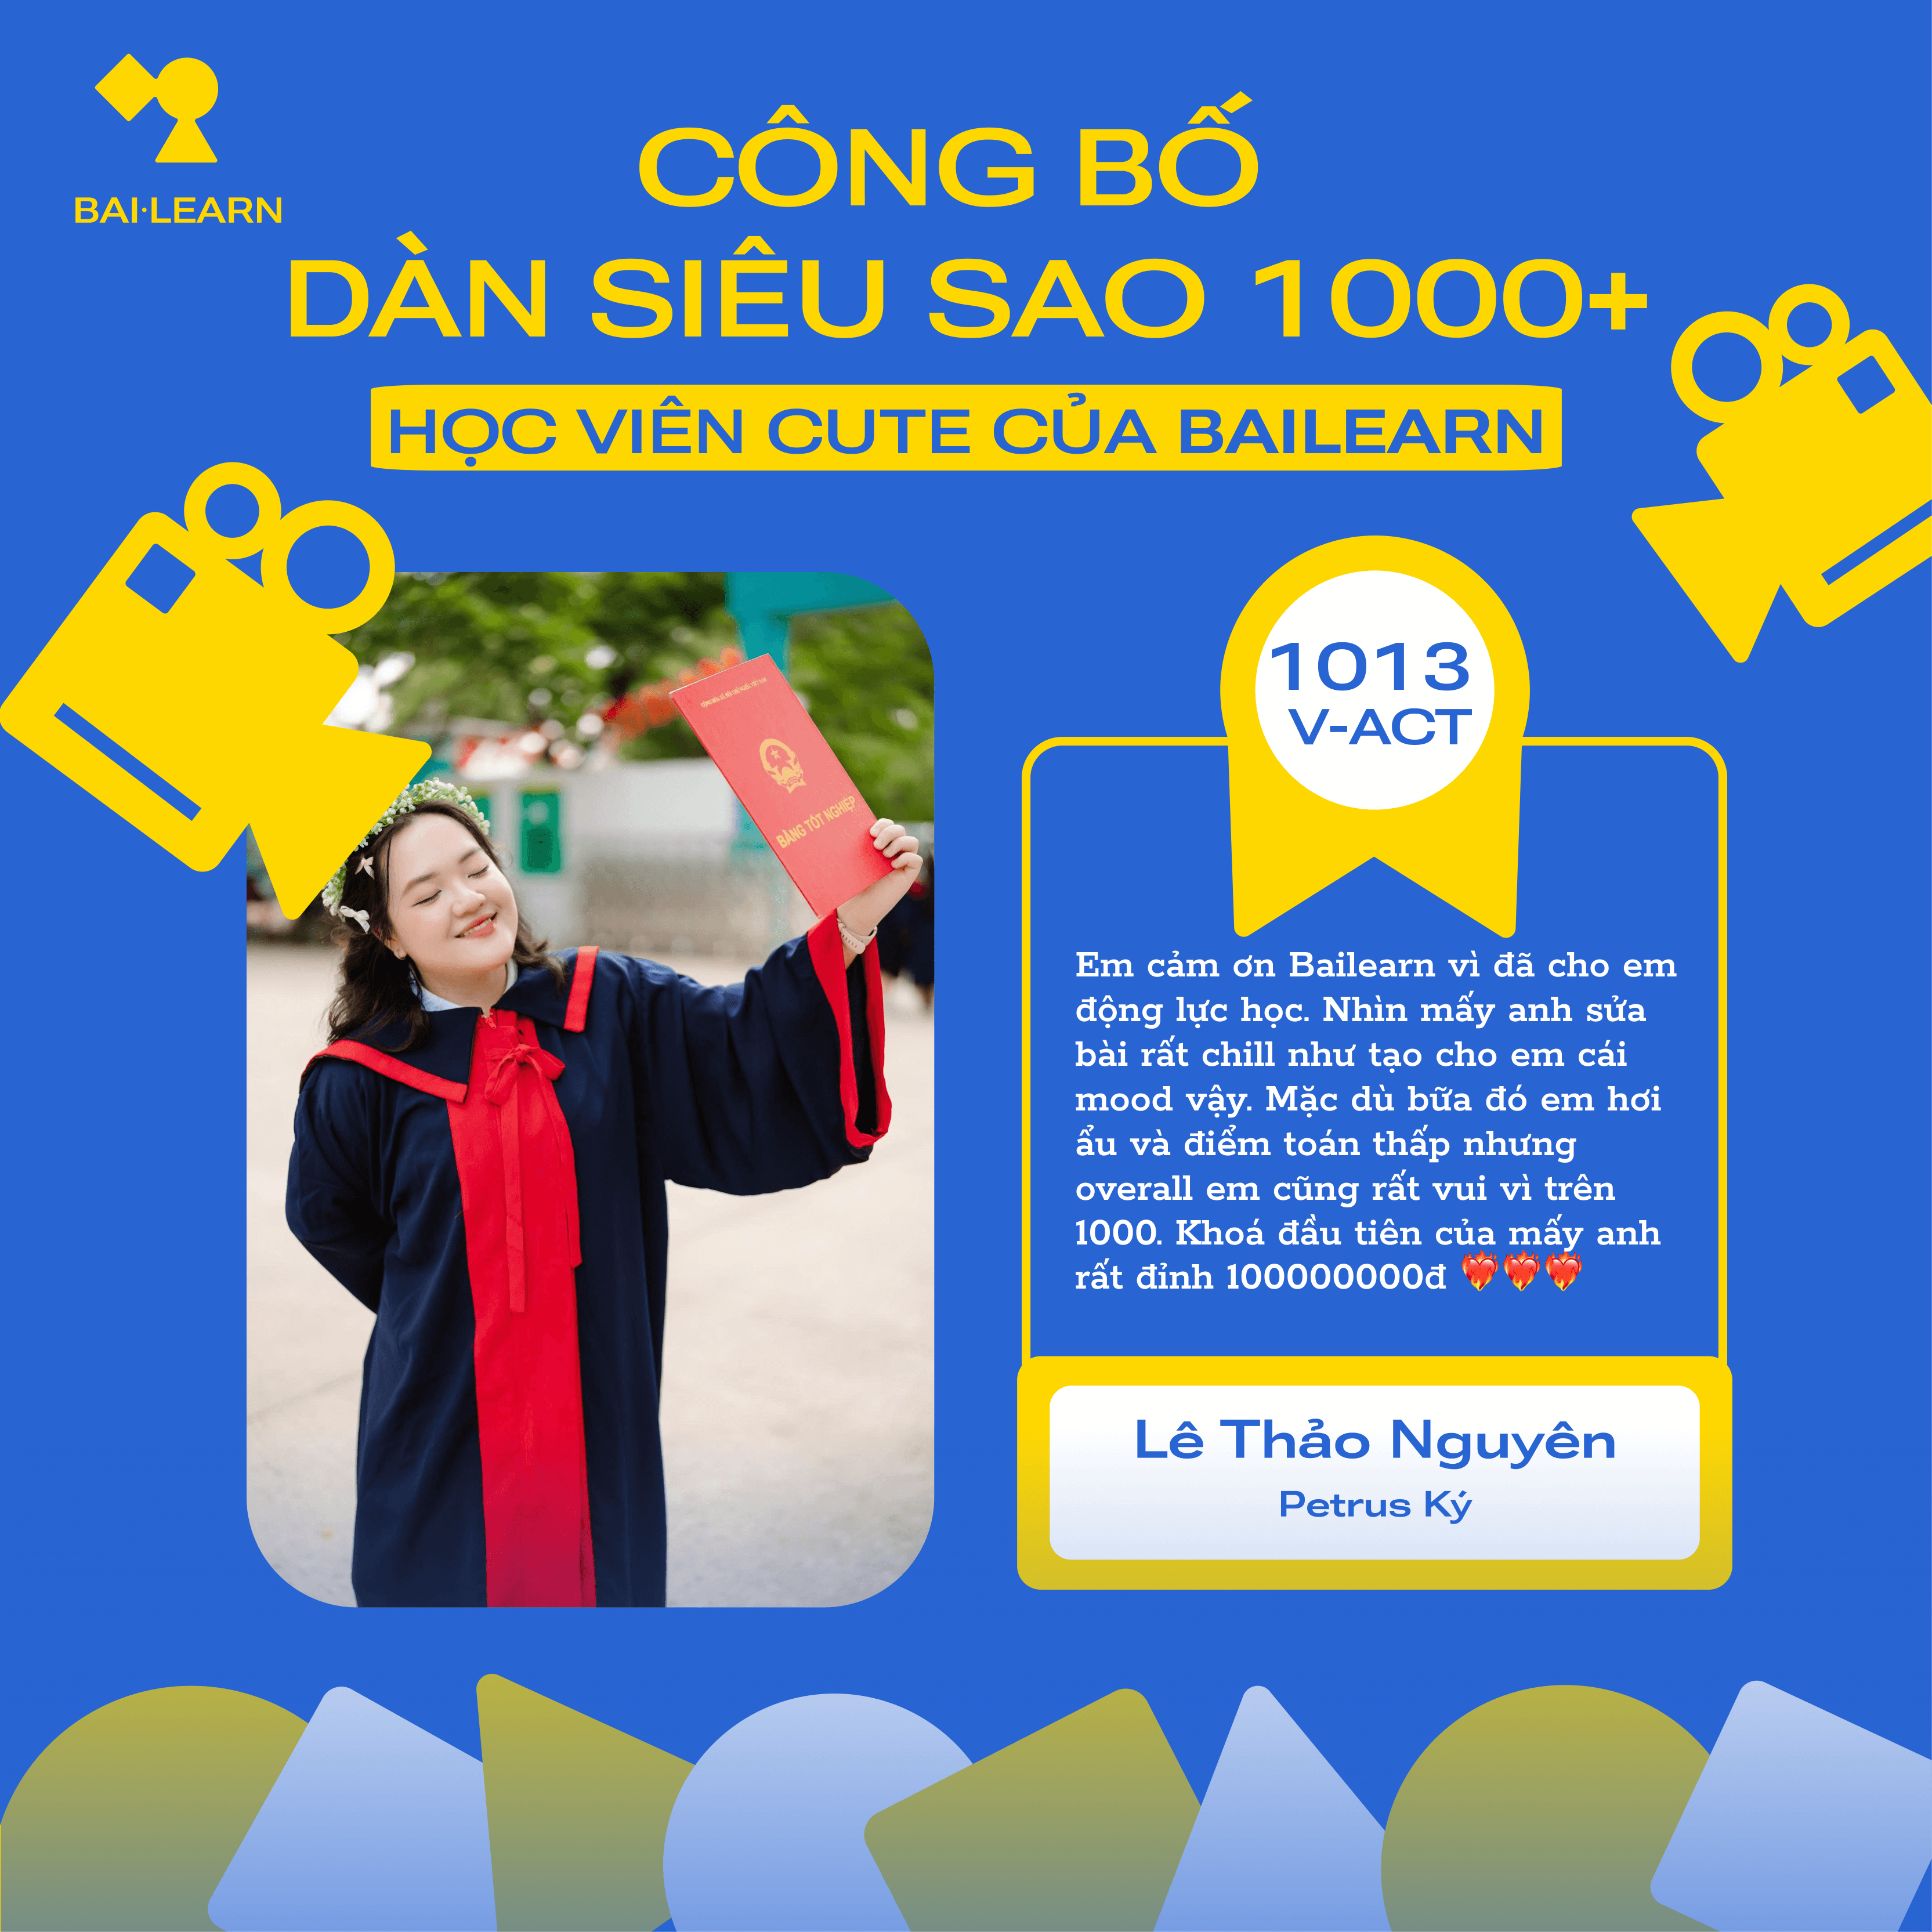 BAI·LEARN
CÔNG BỐ
DÀN SIÊU SAO 1000+
HỌC VIÊN CUTE CỦA BAILEARN
BẰNG TỐT NGHIỆP
1013
V-ACT
Em cảm ơn Bailearn vì đã cho em
động lực học. Nhìn mấy anh sửa
bài rất chill như tạo cho em cái
mood vậy. Mặc dù bữa đó em hơi
ẩu và điểm toán thấp nhưng
overall em cũng rất vui vì trên
1000. Khoá đầu tiên của mấy anh
rất đỉnh 100000000đ ❤️‍🔥❤️‍🔥❤️‍🔥
Lê Thảo Nguyên
Petrus Ký